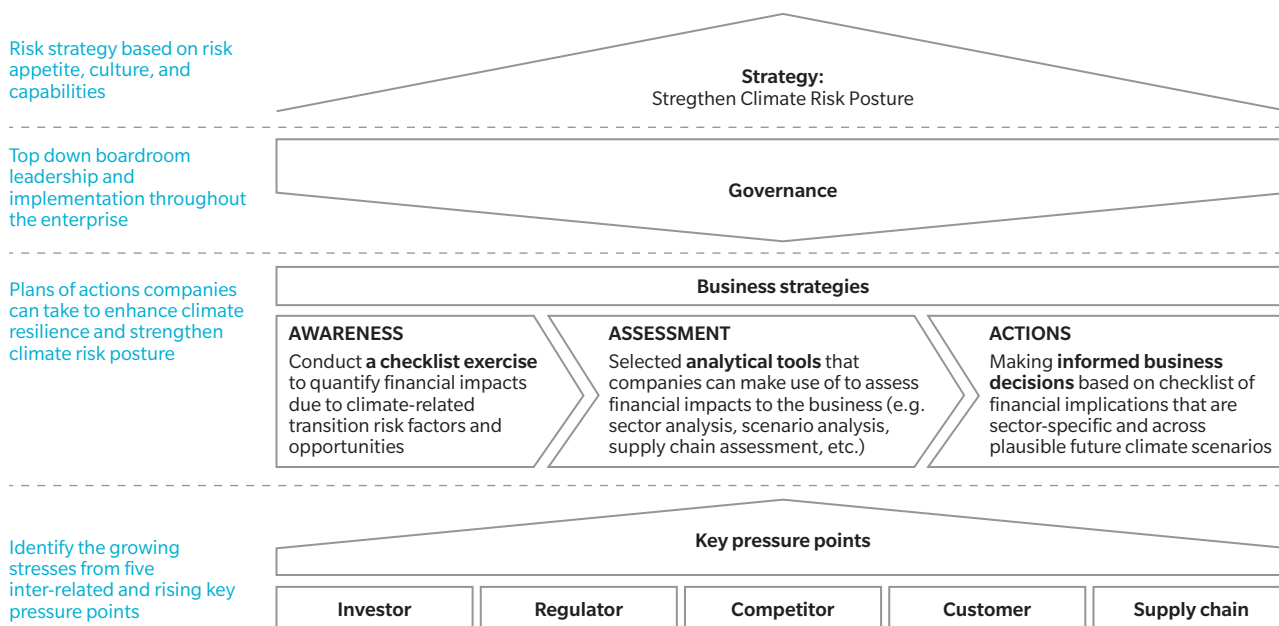 Risk strategy based on risk
appetite, culture, and
capabilities
Strategy:
Stregthen Climate Risk Posture
Top down boardroom
leadership and
implementation throughout
the enterprise
Governance
Plans of actions companies
can take to enhance climate
resilience and strengthen
climate risk posture
Business strategies
AWARENESS
Conduct a checklist exercise
to quantify financial impacts
due to climate-related
transition risk factors and
opportunities
ASSESSMENT
Selected analytical tools that
companies can make use of to assess
financial impacts to the business (e.g.
sector analysis, scenario analysis,
supply chain assessment, etc.)
ACTIONS
Making informed business
decisions based on checklist of
financial implications that are
sector-specific and across
plausible future climate scenarios
Identify the growing
stresses from five
inter-related and rising key
pressure points
Key pressure points
Investor
Regulator
Competitor
Customer
Supply chain